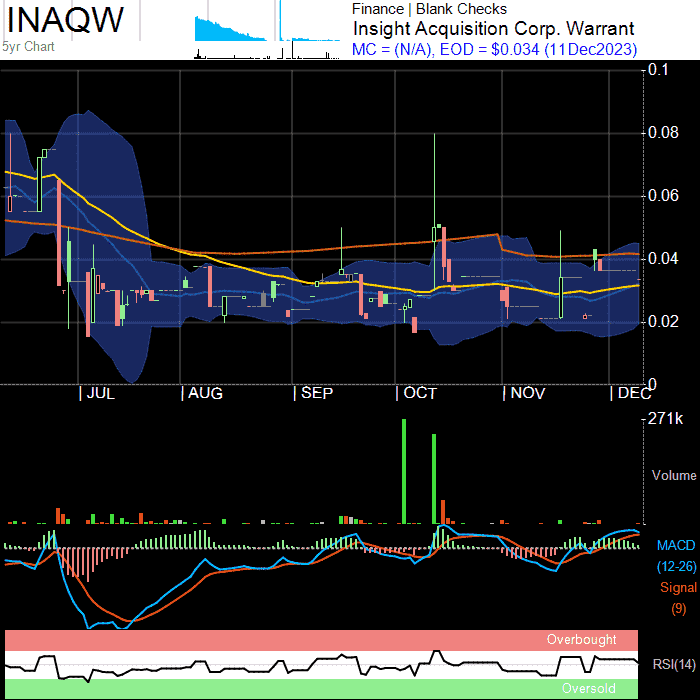 INAQW
5yr Chart
Finance | Blank Checks
Insight Acquisition Corp. Warrant
MC = (N/A), EOD = $0.034 (11Dec2023)
0.1
0.08
0.06
0.04
0.02
0
JUL AUG SEP OCT NOV DEC
271k
Volume
MACD
(12-26)
Signal
(9)
Overbought
RSI(14)
Oversold